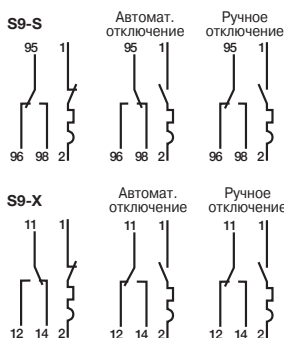 S9-S
Автомат. отключение
Ручное отключение
95 1 95 1 95 1
96 98 2 96 98 2 96 98 2
S9-X
Автомат. отключение
Ручное отключение
11 1 11 1 11 1
12 14 2 12 14 2 12 14 2